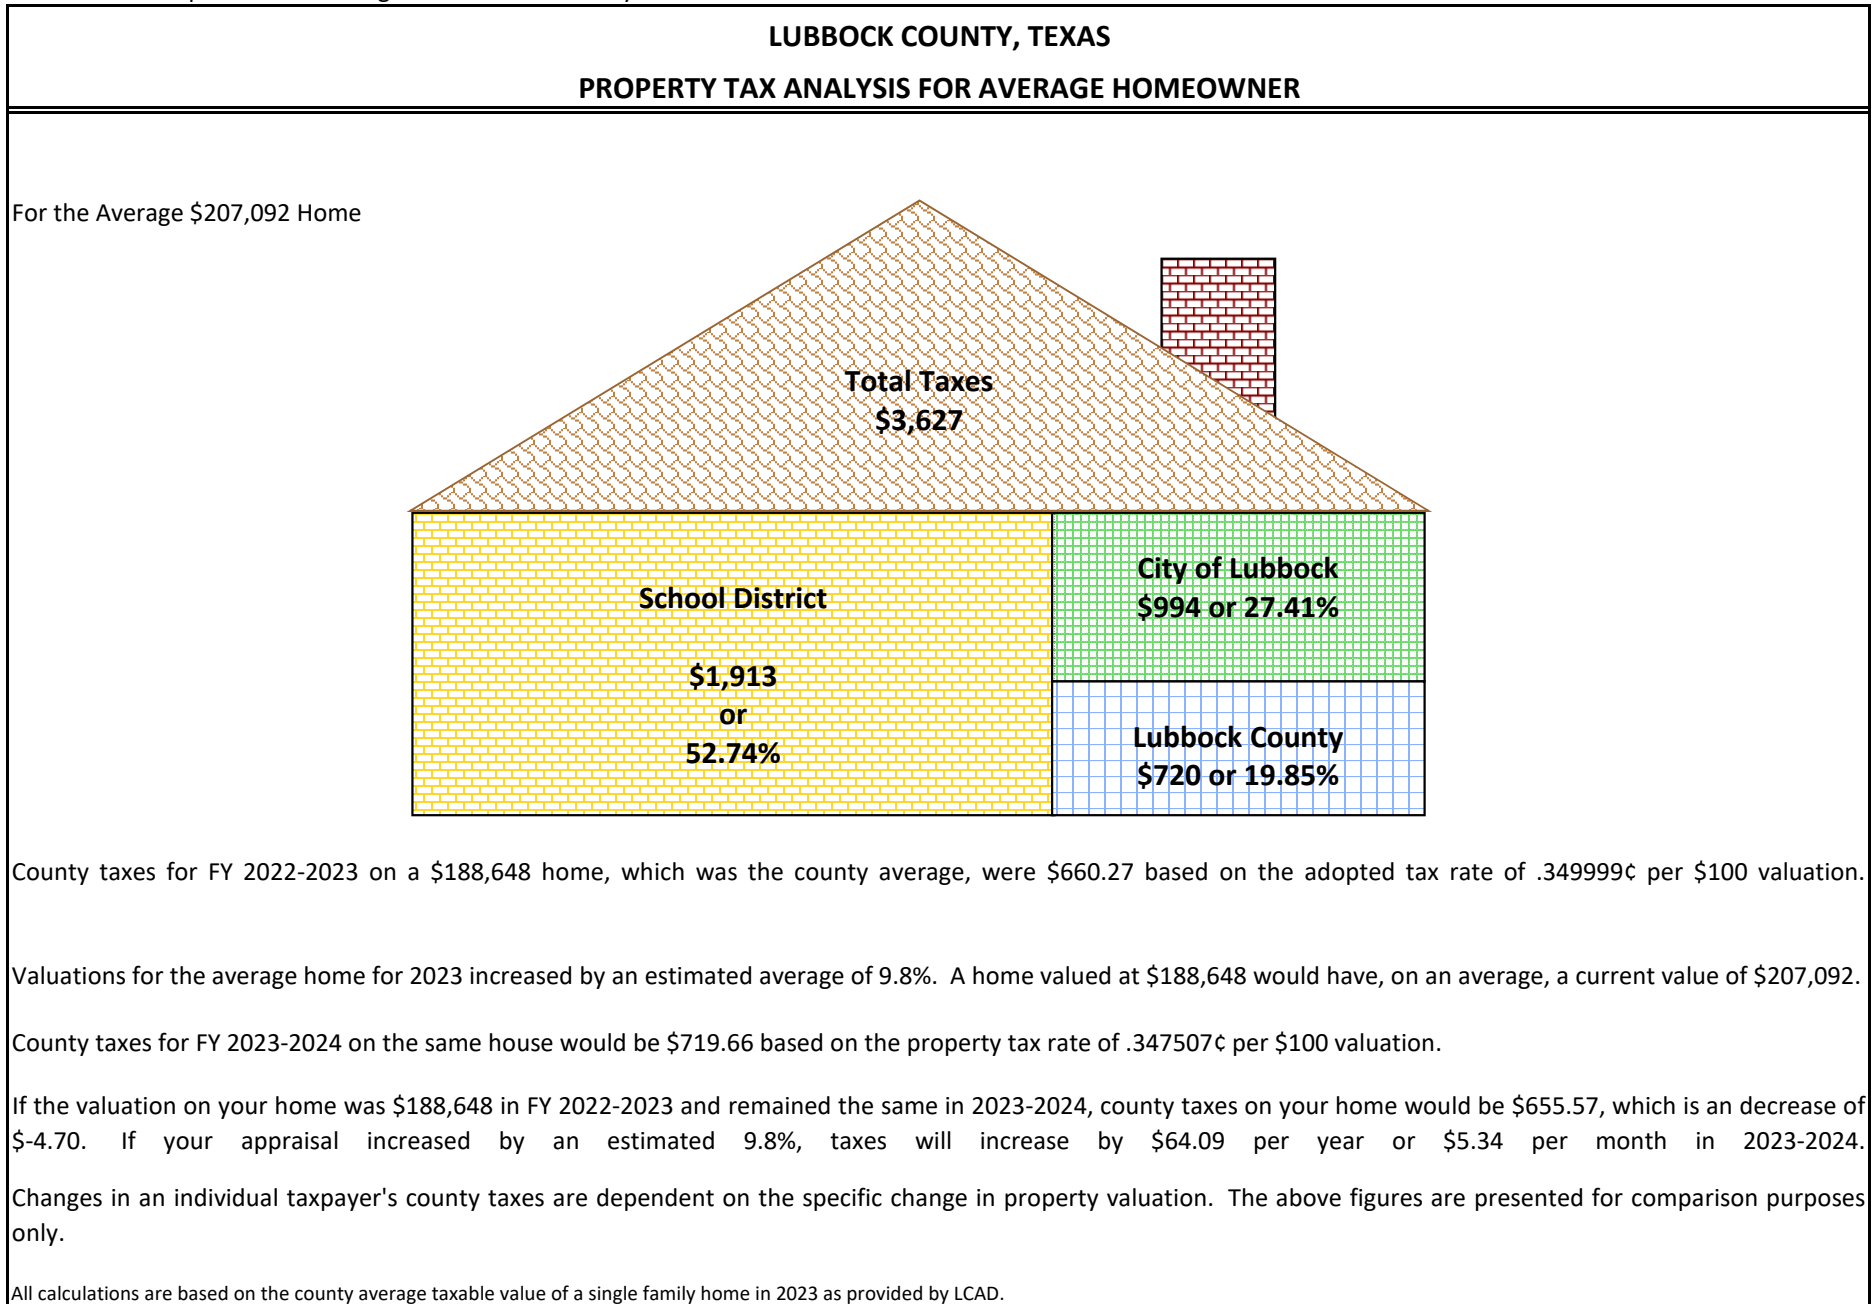 LUBBOCK COUNTY, TEXAS
PROPERTY TAX ANALYSIS FOR AVERAGE HOMEOWNER
For the Average $207,092 Home
Total Taxes
$3,627
School District
$1,913
or
52.74%
City of Lubbock
$994 or 27.41%
Lubbock County
$720 or 19.85%
County taxes for FY 2022-2023 on a $188,648 home, which was the county average, were $660.27 based on the adopted tax rate of .349999¢ per $100 valuation.
Valuations for the average home for 2023 increased by an estimated average of 9.8%. A home valued at $188,648 would have, on an average, a current value of $207,092.
County taxes for FY 2023-2024 on the same house would be $719.66 based on the property tax rate of .347507¢ per $100 valuation.
If the valuation on your home was $188,648 in FY 2022-2023 and remained the same in 2023-2024, county taxes on your home would be $655.57, which is an decrease of
$-4.70. If your appraisal increased by an estimated 9.8%, taxes will increase by $64.09 per year or $5.34 per month in 2023-2024.
Changes in an individual taxpayer's county taxes are dependent on the specific change in property valuation. The above figures are presented for comparison purposes
only.
All calculations are based on the county average taxable value of a single family home in 2023 as provided by LCAD.